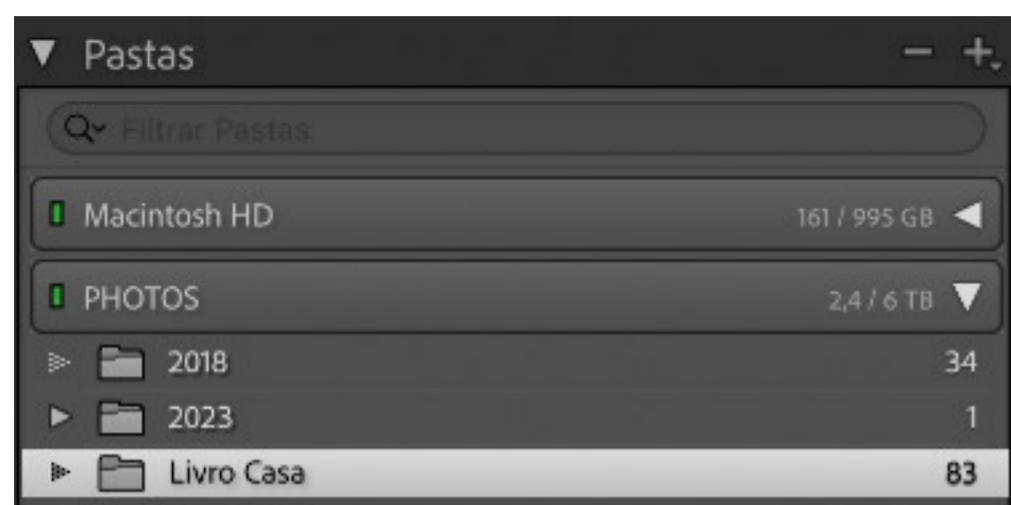 Pastas
Filtrar Pastas
Macintosh HD 161 / 995 GB
PHOTOS 2,4 / 6 TB
2018 34
2023 1
Livro Casa 83